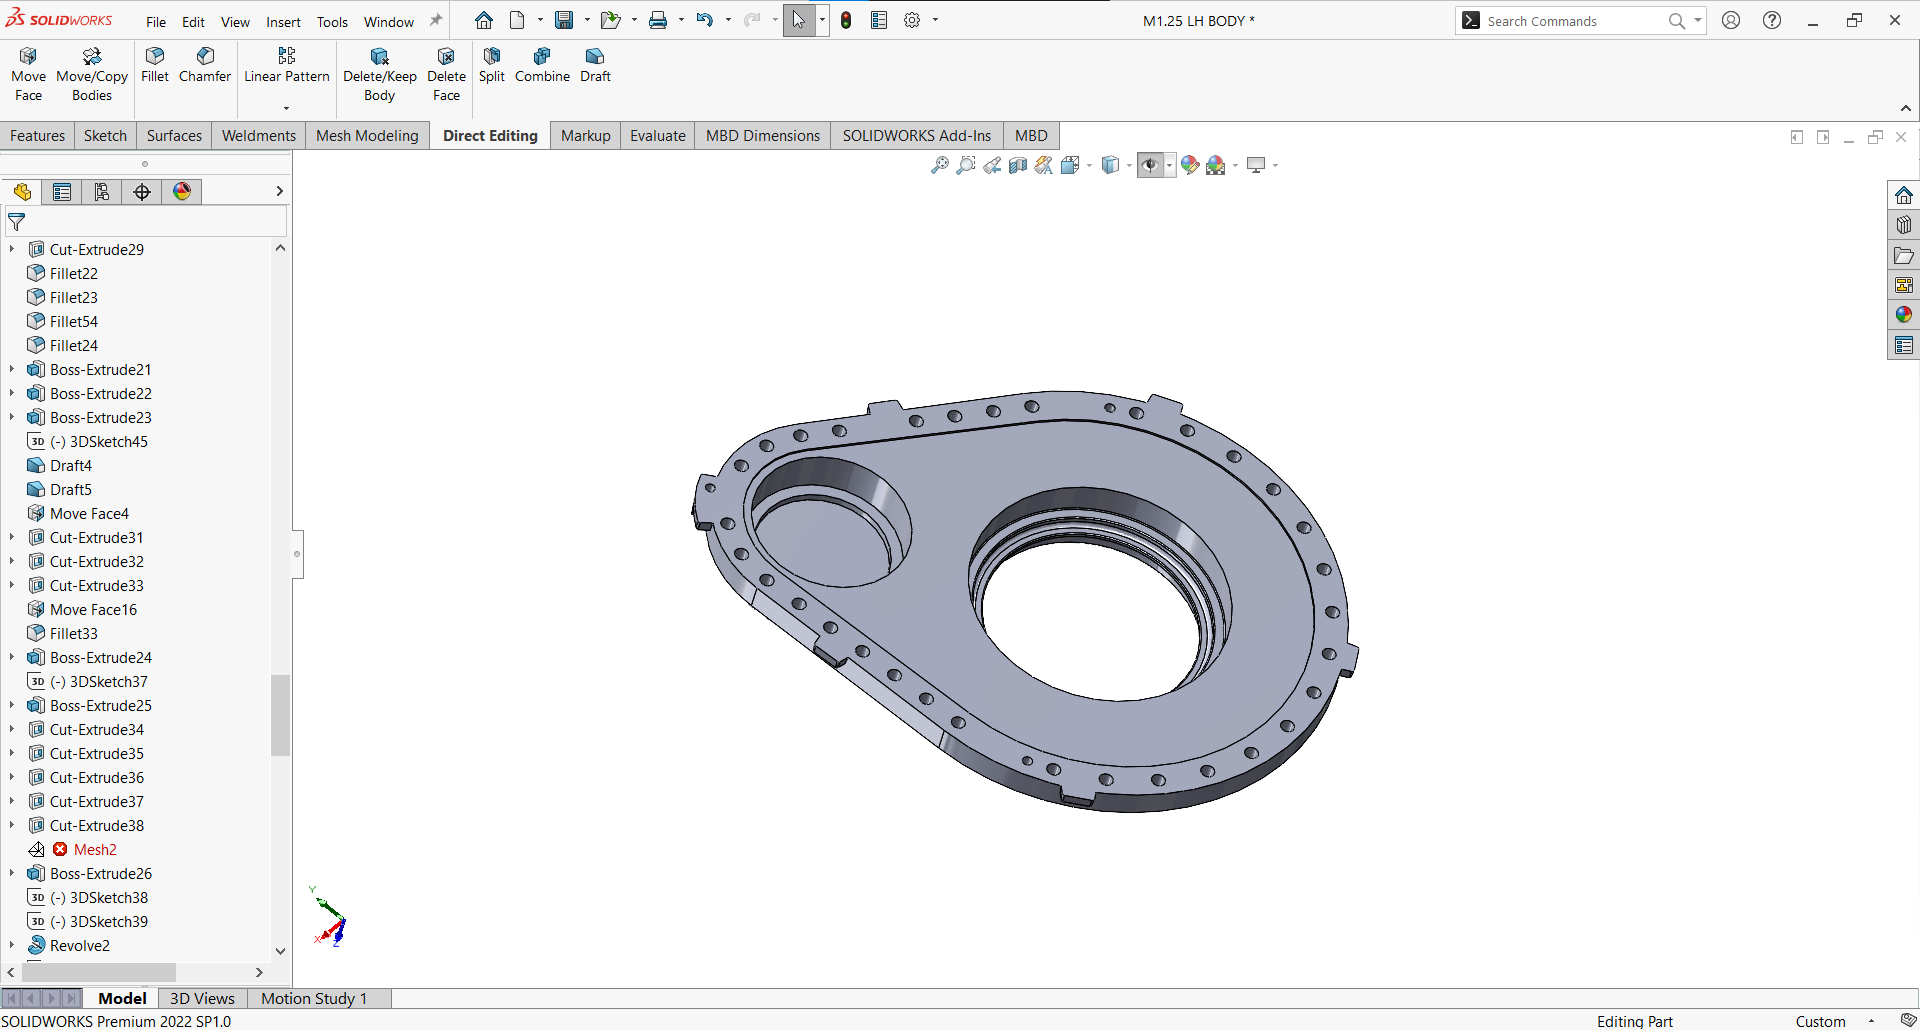 SOLIDWORKS File Edit View Insert Tools Window M1.25 LH BODY * Search Commands
Move Face Move/Copy Bodies Fillet Chamfer Linear Pattern Delete/Keep Body Delete Face Split Combine Draft
Features Sketch Surfaces Weldments Mesh Modeling Direct Editing Markup Evaluate MBD Dimensions SOLIDWORKS Add-Ins MBD
Cut-Extrude29
Fillet22
Fillet23
Fillet54
Fillet24
Boss-Extrude21
Boss-Extrude22
Boss-Extrude23
3D (-) 3DSketch45
Draft4
Draft5
Move Face4
Cut-Extrude31
Cut-Extrude32
Cut-Extrude33
Move Face16
Fillet33
Boss-Extrude24
3D (-) 3DSketch37
Boss-Extrude25
Cut-Extrude34
Cut-Extrude35
Cut-Extrude36
Cut-Extrude37
Cut-Extrude38
Mesh2
Boss-Extrude26
3D (-) 3DSketch38
3D (-) 3DSketch39
Revolve2
Y
X Z
Model 3D Views Motion Study 1
SOLIDWORKS Premium 2022 SP1.0 Editing Part Custom